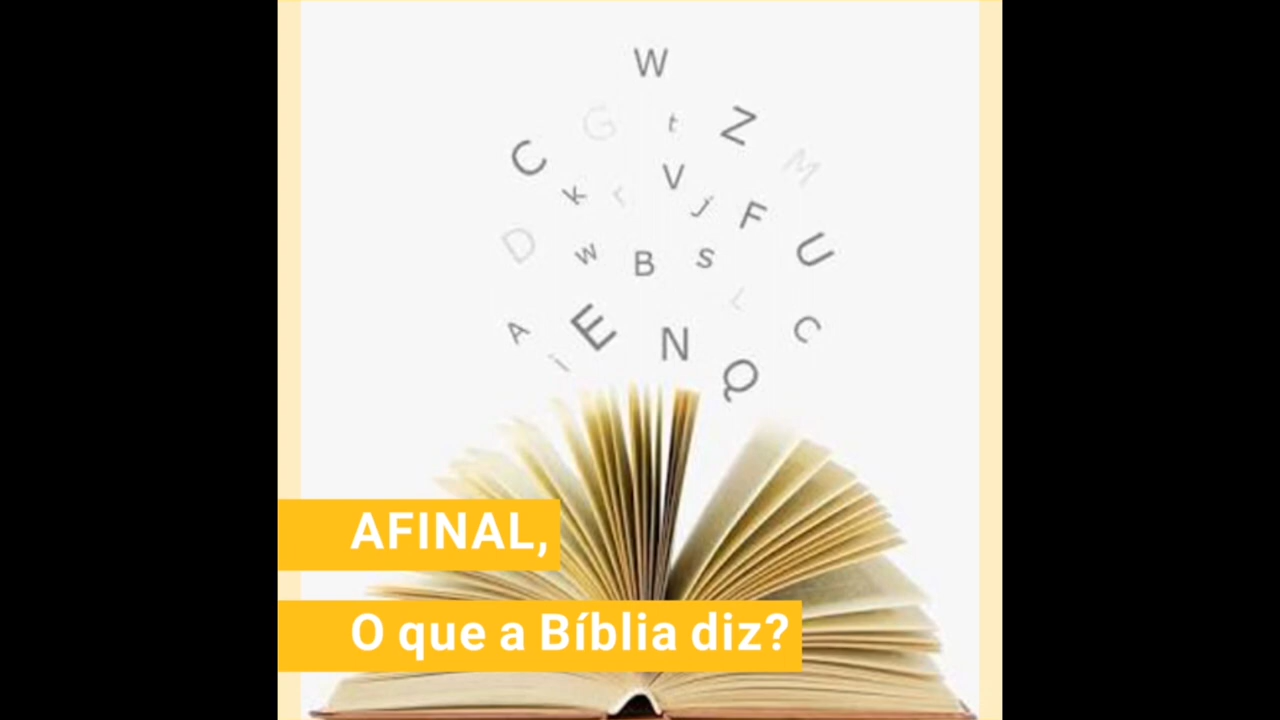 W
G t Z
C M
V
k r j F
D w B S U
L
A E N C
i Q
AFINAL,
O que a Bíblia diz?